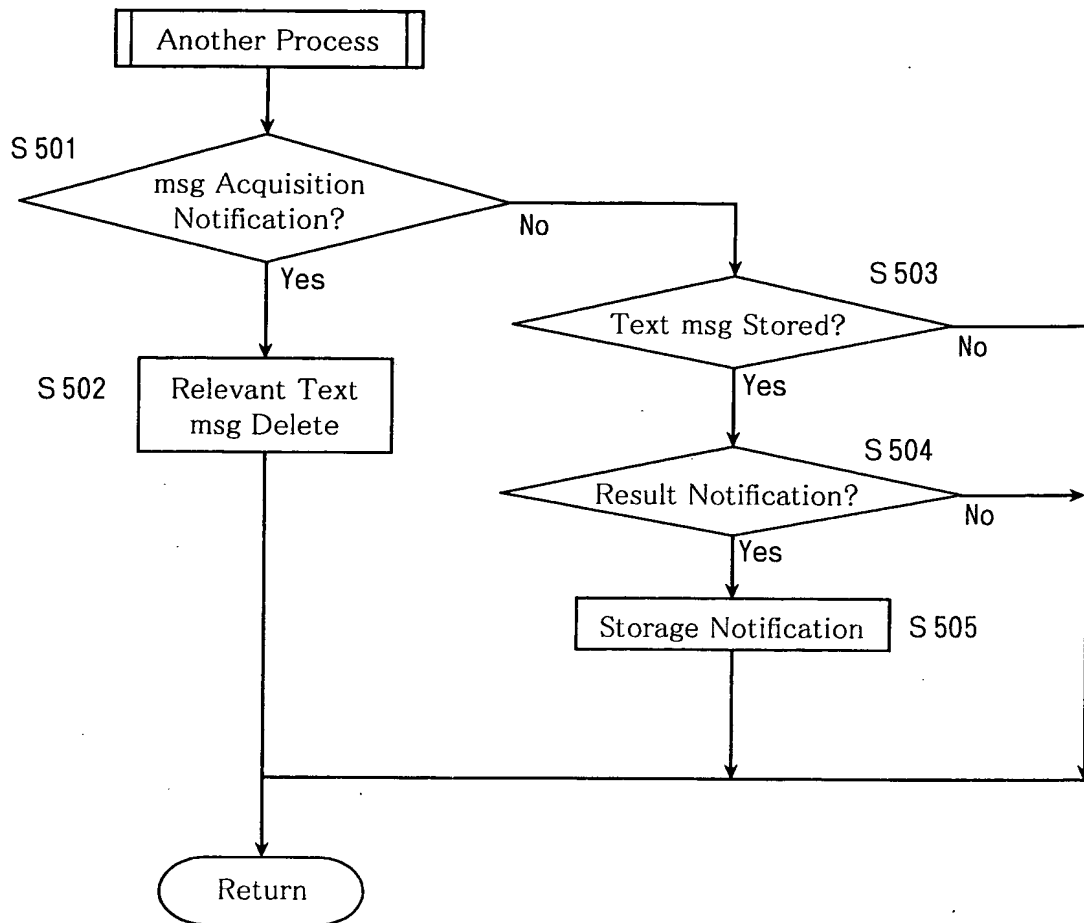 Another Process
S 501
msg Acquisition
Notification?
No
Yes
S 503
Text msg Stored?
No
S 502
Relevant Text
msg Delete
Yes
S 504
Result Notification?
No
Yes
Storage Notification
S 505
Return